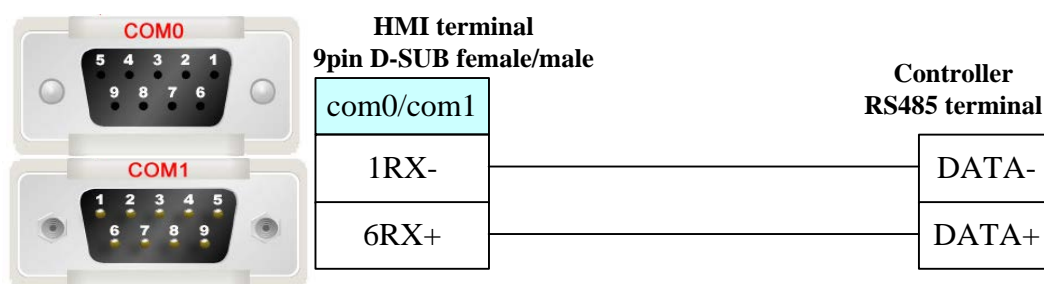 COM0
5 4 3 2 1
9 8 7 6
COM1
1 2 3 4 5
6 7 8 9
HMI terminal
9pin D-SUB female/male
com0/com1
1RX-
6RX+
Controller
RS485 terminal
DATA-
DATA+